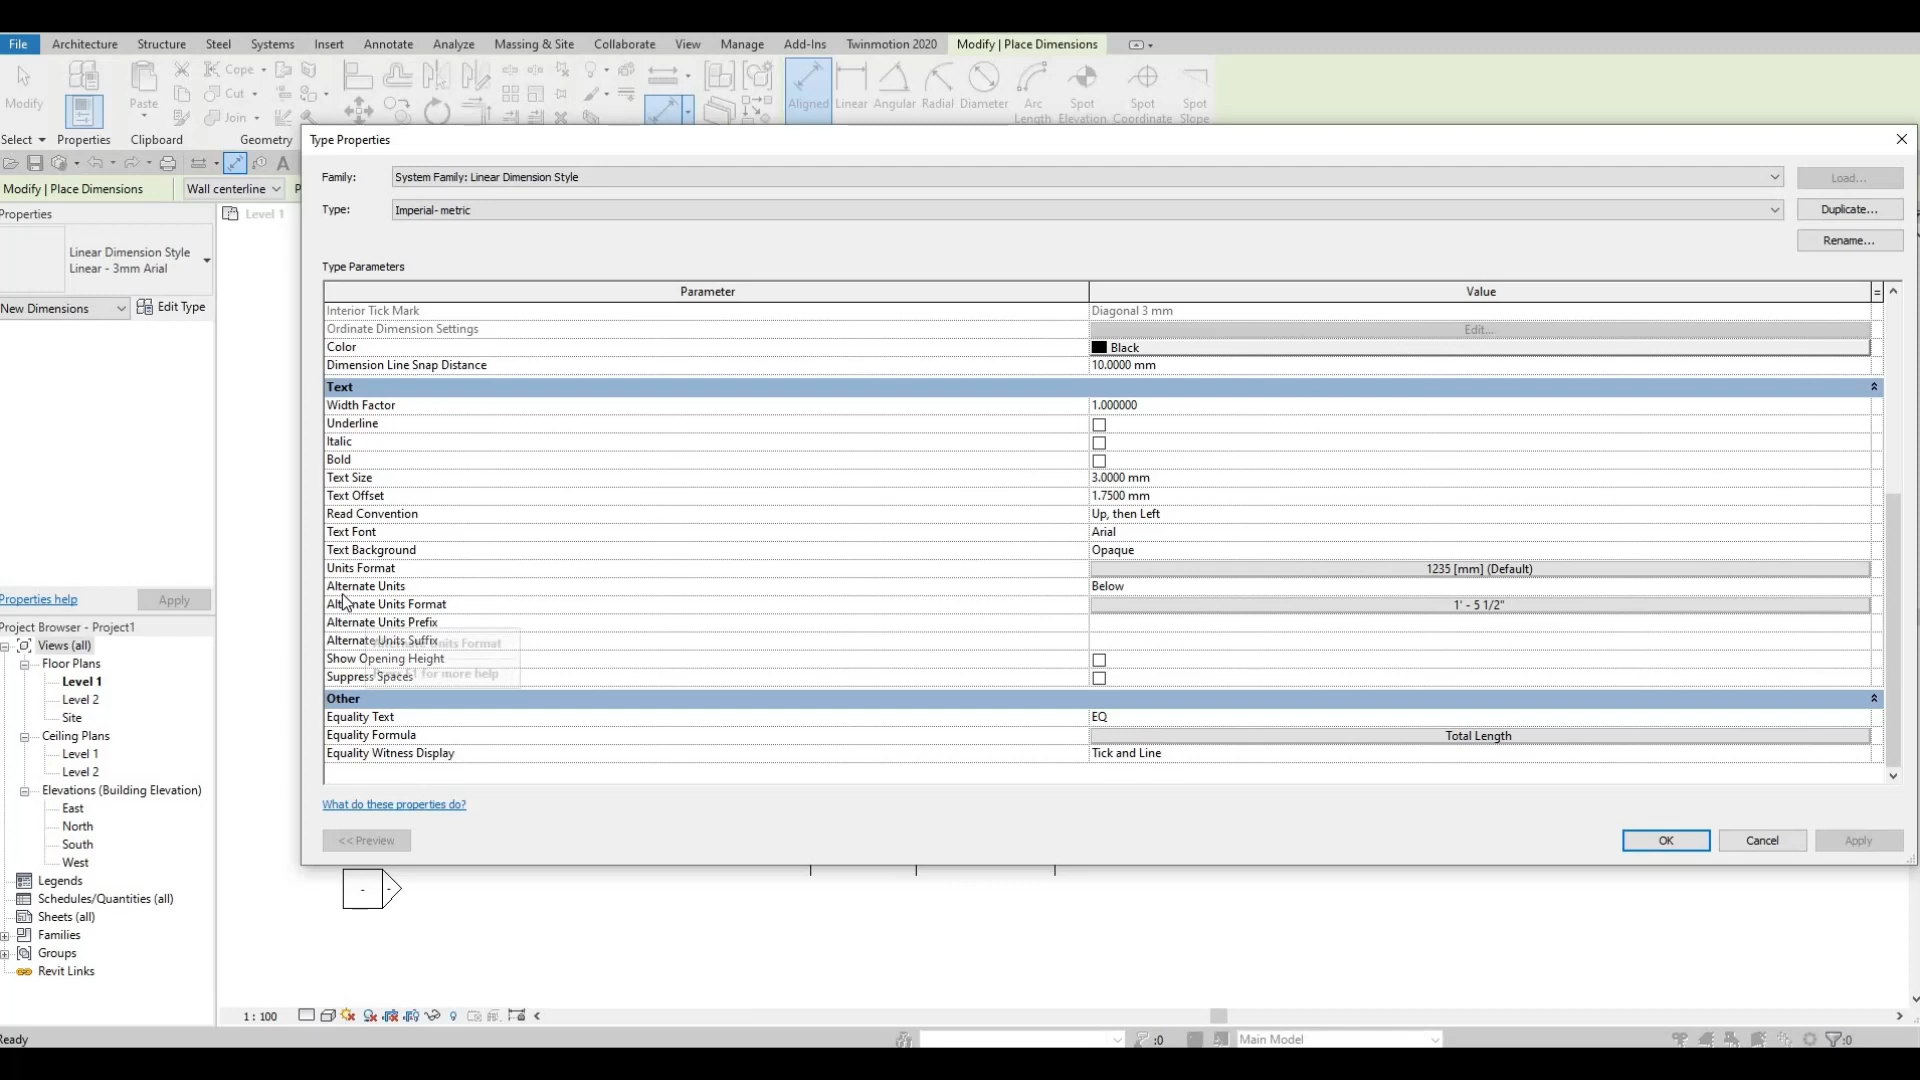 File Architecture Structure Steel Systems Insert Annotate Analyze Massing & Site Collaborate View Manage Add-Ins Twinmotion 2020 Modify | Place Dimensions
Modify Paste Cope Cut Join Aligned Linear Angular Radial Diameter Arc Length Spot Elevation Spot Coordinate Spot Slope
Select Properties Clipboard Geometry
Modify | Place Dimensions Wall centerline P
Properties
Level 1
Linear Dimension Style
Linear - 3mm Arial
New Dimensions Edit Type
Properties help Apply
Project Browser - Project1
Views (all)
Floor Plans
Level 1
Level 2
Site
Ceiling Plans
Level 1
Level 2
Elevations (Building Elevation)
East
North
South
West
Legends
Schedules/Quantities (all)
Sheets (all)
Families
Groups
Revit Links
Type Properties
Family: System Family: Linear Dimension Style Load...
Type: Imperial- metric Duplicate...
Rename...
Type Parameters
Parameter Value =
Interior Tick Mark Diagonal 3 mm
Ordinate Dimension Settings Edit...
Color Black
Dimension Line Snap Distance 10.0000 mm
Text
Width Factor 1.000000
Underline
Italic
Bold
Text Size 3.0000 mm
Text Offset 1.7500 mm
Read Convention Up, then Left
Text Font Arial
Text Background Opaque
Units Format 1235 [mm] (Default)
Alternate Units Below
Alternate Units Format 1' - 5 1/2"
Alternate Units Prefix
Alternate Units Suffix
Show Opening Height
Suppress Spaces
Other
Equality Text EQ
Equality Formula Total Length
Equality Witness Display Tick and Line
What do these properties do?
<< Preview OK Cancel Apply
1 : 100
Ready :0 Main Model :0